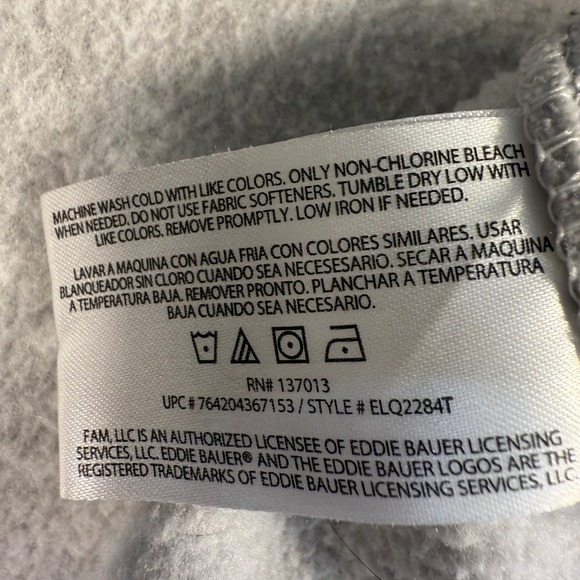 MACHINE WASH COLD WITH LIKE COLORS. ONLY NON-CHLORINE BLEACH
WHEN NEEDED. DO NOT USE FABRIC SOFTENERS. TUMBLE DRY LOW WITH
LIKE COLORS. REMOVE PROMPTLY. LOW IRON IF NEEDED.
LAVAR A MAQUINA CON AGUA FRIA CON COLORES SIMILARES. USAR
BLANQUEADOR SIN CLORO CUANDO SEA NECESESARIO. SECAR A MAQUINA
A TEMPERATURA BAJA. REMOVER PRONTO. PLANCHAR A TEMPERATURA
BAJA CUANDO SEA NECESARIO.
RN# 137013
UPC # 764204367153 / STYLE # ELQ2284T
FAM, LLC IS AN AUTHORIZED LICENSEE OF EDDIE BAUER LICENSING
SERVICES, LLC. EDDIE BAUER® AND THE EDDIE BAUER LOGOS ARE THE
REGISTERED TRADEMARKS OF EDDIE BAUER LICENSING SERVICES, LLC